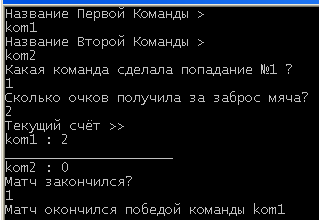 Название Первой Команды >
kom1
Название Второй Команды >
kom2
Какая команда сделала попадание №1 ?
1
Сколько очков получила за заброс мяча?
2
Текущий счёт >>
kom1 : 2
_____________________
kom2 : 0
Матч закончился?
1
Матч окончился победой команды kom1